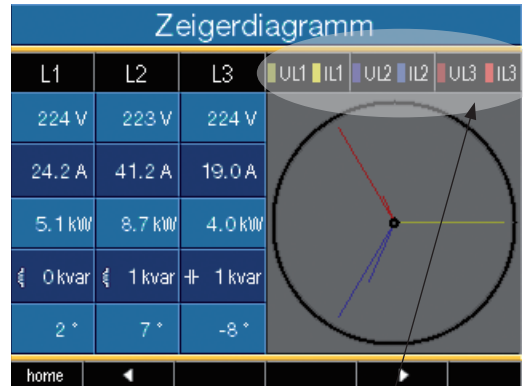 Zeigerdiagramm
L1 L2 L3 UL1 IL1 UL2 IL2 UL3 IL3
224 V 223 V 224 V
24.2 A 41.2 A 19.0 A
5.1 kW 8.7 kW 4.0 kW
0 kvar 1 kvar 1 kvar
2 ° 7 ° -8 °
home